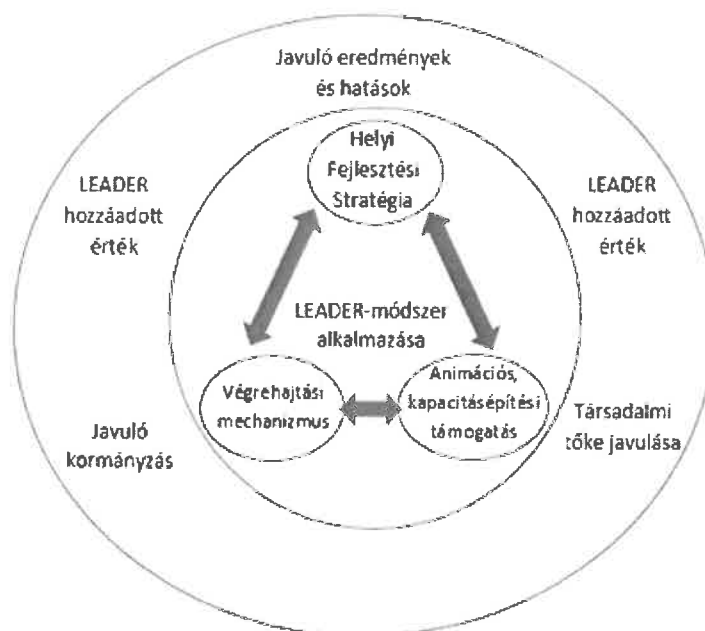 Javuló eredmények
és hatások
Helyi
Fejlesztési
Stratégia
LEADER
hozzáadott
érték
LEADER
hozzáadott
érték
LEADER-módszer
alkalmazása
Végrehajtási
mechanizmus
Animációs,
kapacitásépítési
támogatás
Javuló
kormányzás
Társadalmi
tőke javulása